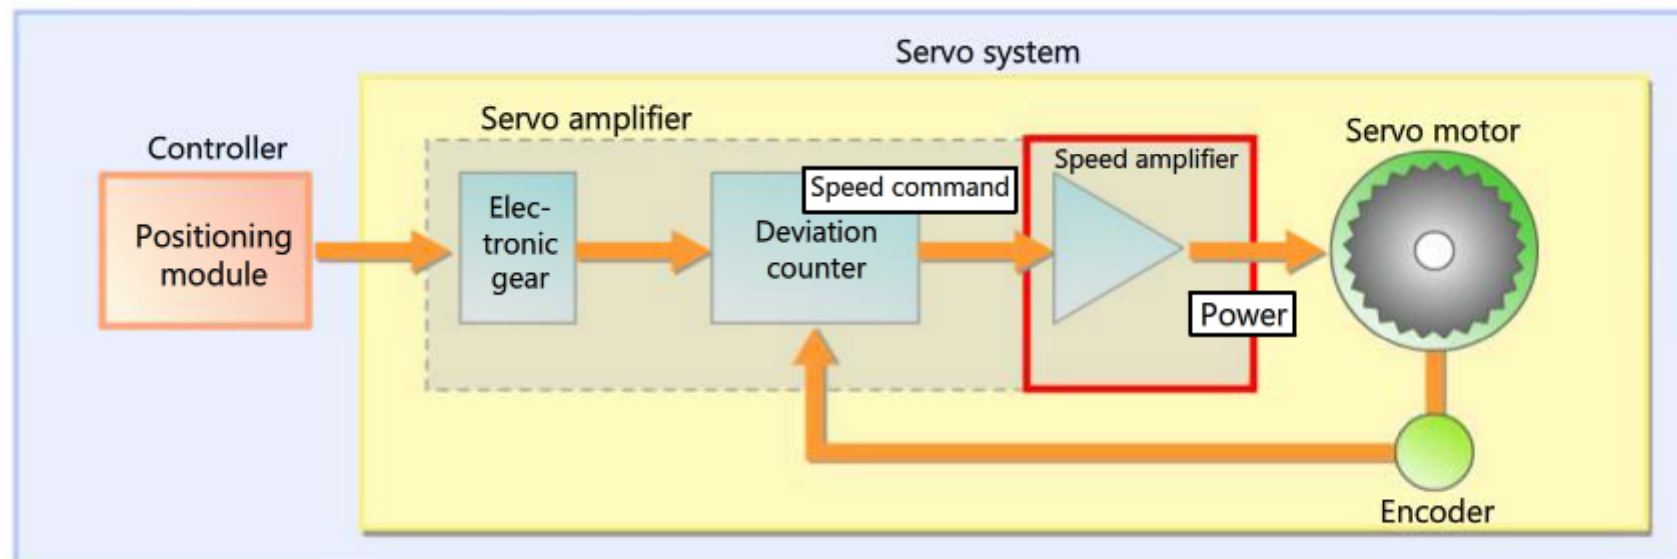 Servo system
Servo amplifier
Controller
Positioning
module
Elec-
tronic
gear
Speed command
Deviation
counter
Speed amplifier
Power
Servo motor
Encoder